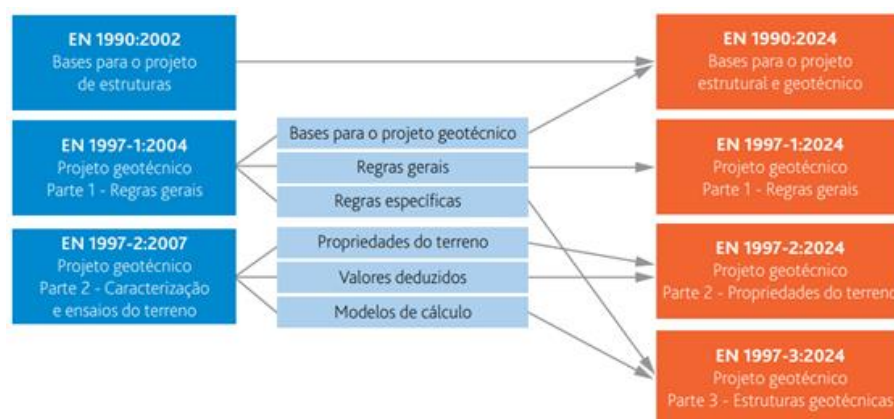 EN 1990:2002
Bases para o projeto
de estruturas
EN 1997-1:2004
Projeto geotécnico
Parte 1 - Regras gerais
EN 1997-2:2007
Projeto geotécnico
Parte 2 - Caracterização
e ensaios do terreno
Bases para o projeto geotécnico
Regras gerais
Regras específicas
Propriedades do terreno
Valores deduzidos
Modelos de cálculo
EN 1990:2024
Bases para o projeto
estrutural e geotécnico
EN 1997-1:2024
Projeto geotécnico
Parte 1 - Regras gerais
EN 1997-2:2024
Projeto geotécnico
Parte 2 - Propriedades do terreno
EN 1997-3:2024
Projeto geotécnico
Parte 3 - Estruturas geotécnicas